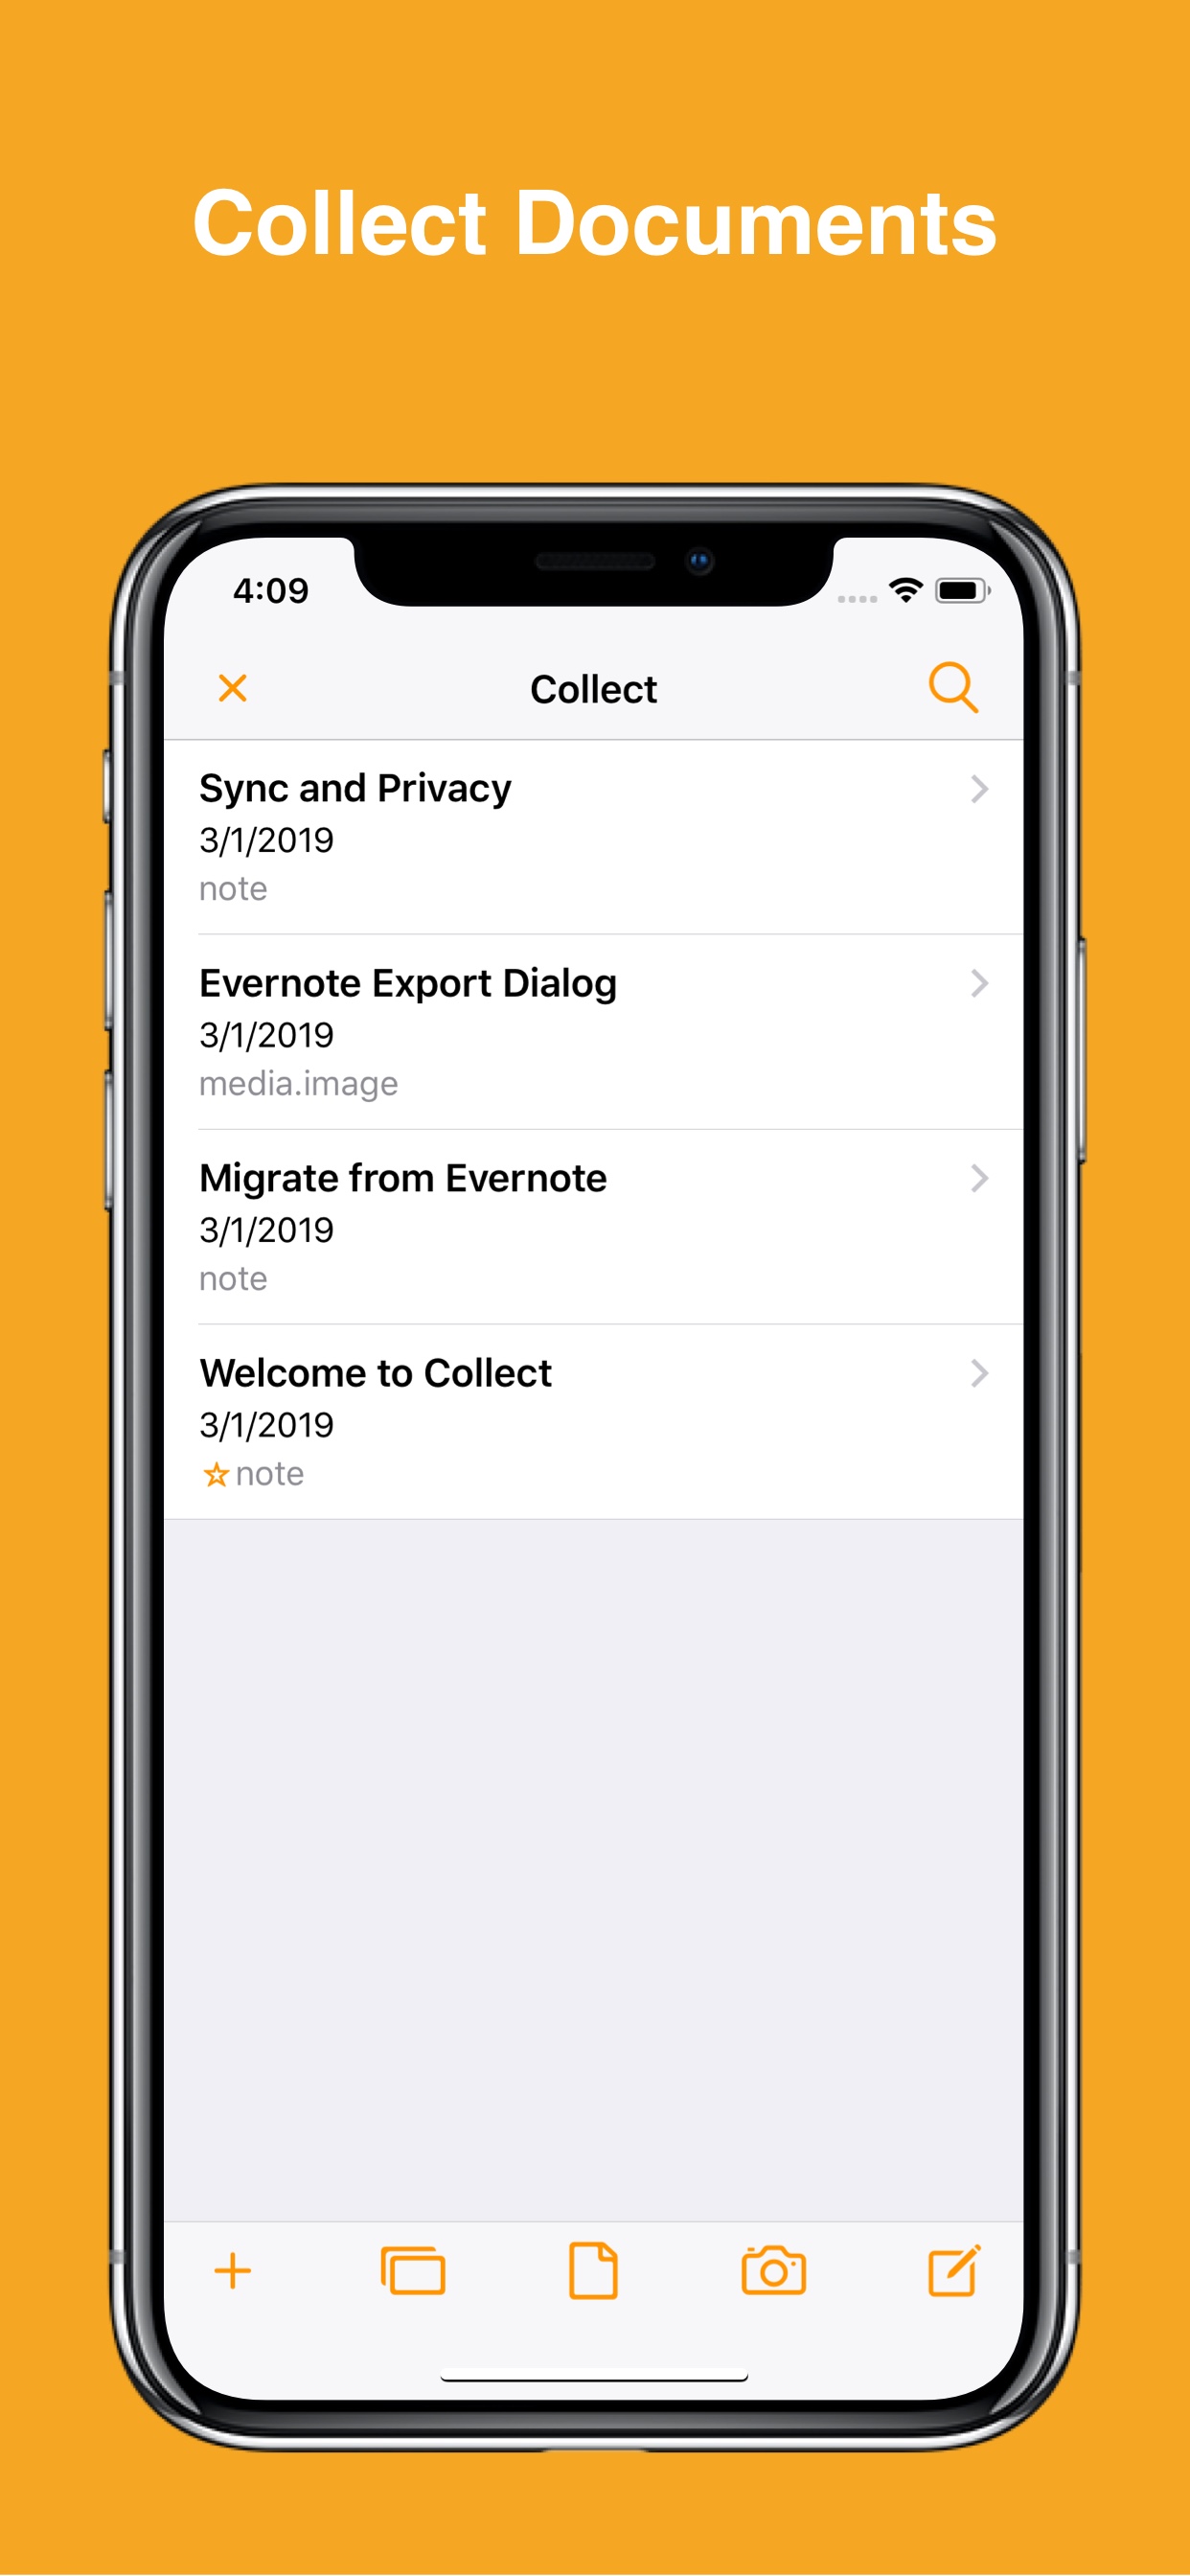 Collect Documents
4:09
Collect
Sync and Privacy
3/1/2019
note
Evernote Export Dialog
3/1/2019
media.image
Migrate from Evernote
3/1/2019
note
Welcome to Collect
3/1/2019
note